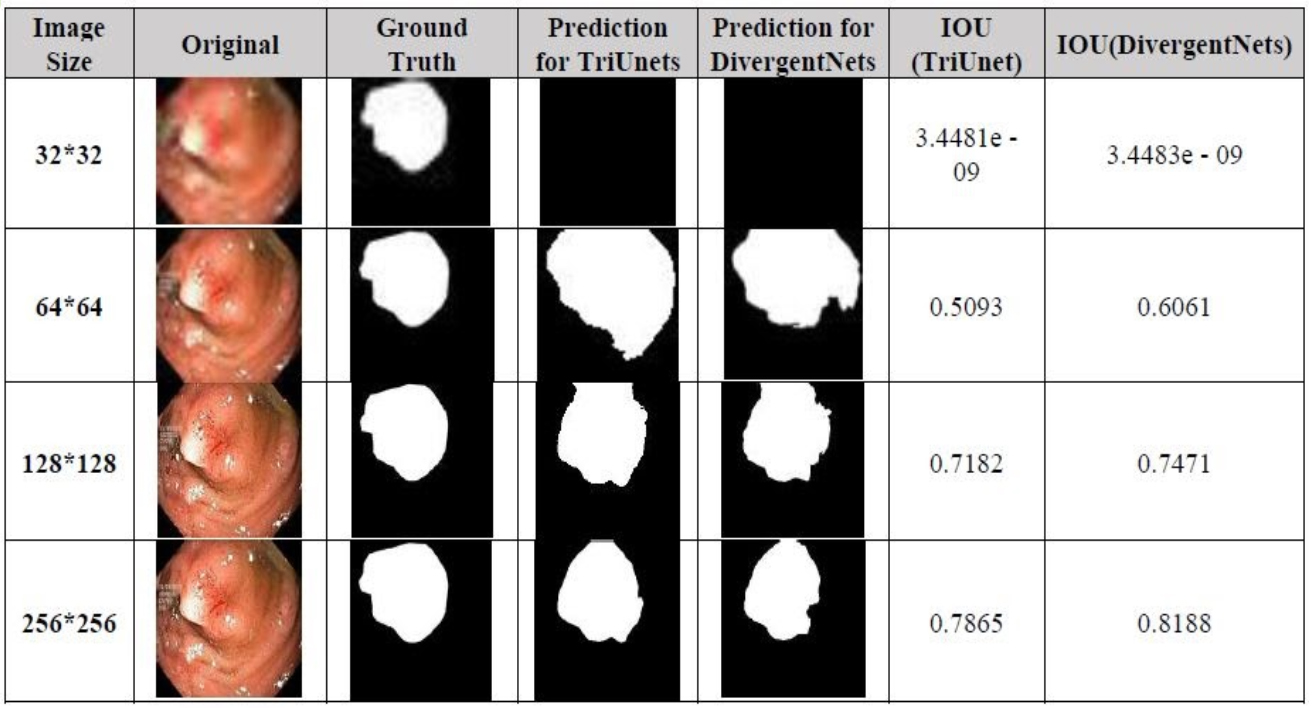 Image Size
Original
Ground Truth
Prediction for TriUnets
Prediction for DivergentNets
IOU (TriUnet)
IOU(DivergentNets)
32*32
3.4481e -
09
3.4483e - 09
64*64
0.5093
0.6061
128*128
0.7182
0.7471
256*256
0.7865
0.8188